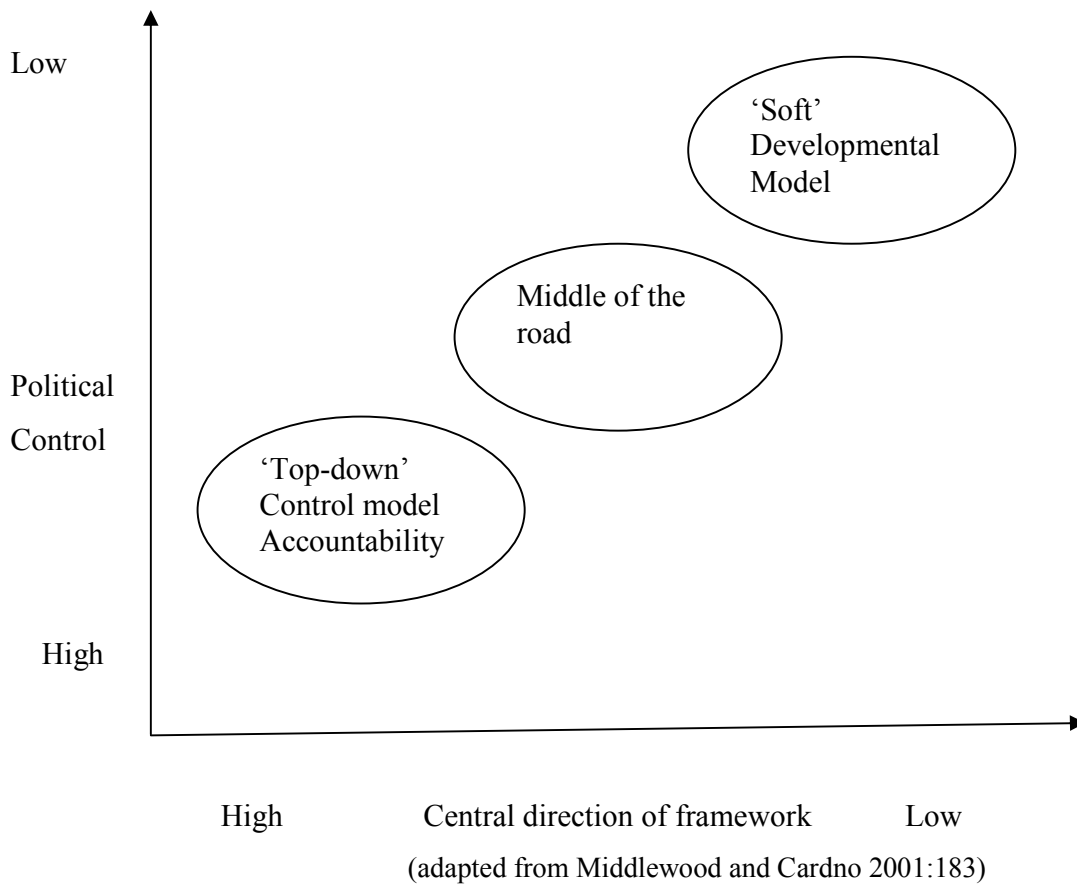 Low
‘Soft’
Developmental
Model
Middle of the
road
Political
Control
‘Top-down’
Control model
Accountability
High
High Central direction of framework Low
(adapted from Middlewood and Cardno 2001:183)